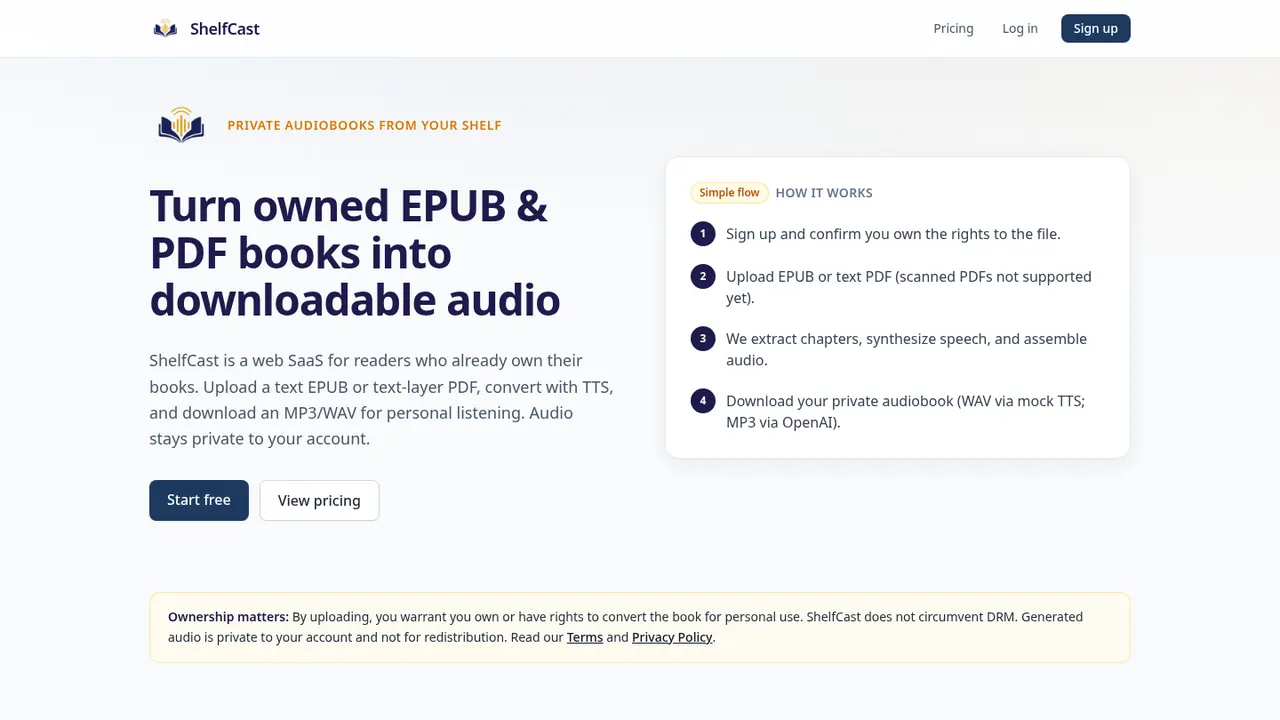 ShelfCast
Pricing
Log in
Sign up
PRIVATE AUDIOBOOKS FROM YOUR SHELF
Turn owned EPUB &
PDF books into
downloadable audio
ShelfCast is a web SaaS for readers who already own their
books. Upload a text EPUB or text-layer PDF, convert with TTS,
and download an MP3/WAV for personal listening. Audio
stays private to your account.
Start free
View pricing
Simple flow
HOW IT WORKS
1 Sign up and confirm you own the rights to the file.
2 Upload EPUB or text PDF (scanned PDFs not supported
yet).
3 We extract chapters, synthesize speech, and assemble
audio.
4 Download your private audiobook (WAV via mock TTS;
MP3 via OpenAI).
Ownership matters: By uploading, you warrant you own or have rights to convert the book for personal use. ShelfCast does not circumvent DRM. Generated
audio is private to your account and not for redistribution. Read our Terms and Privacy Policy.